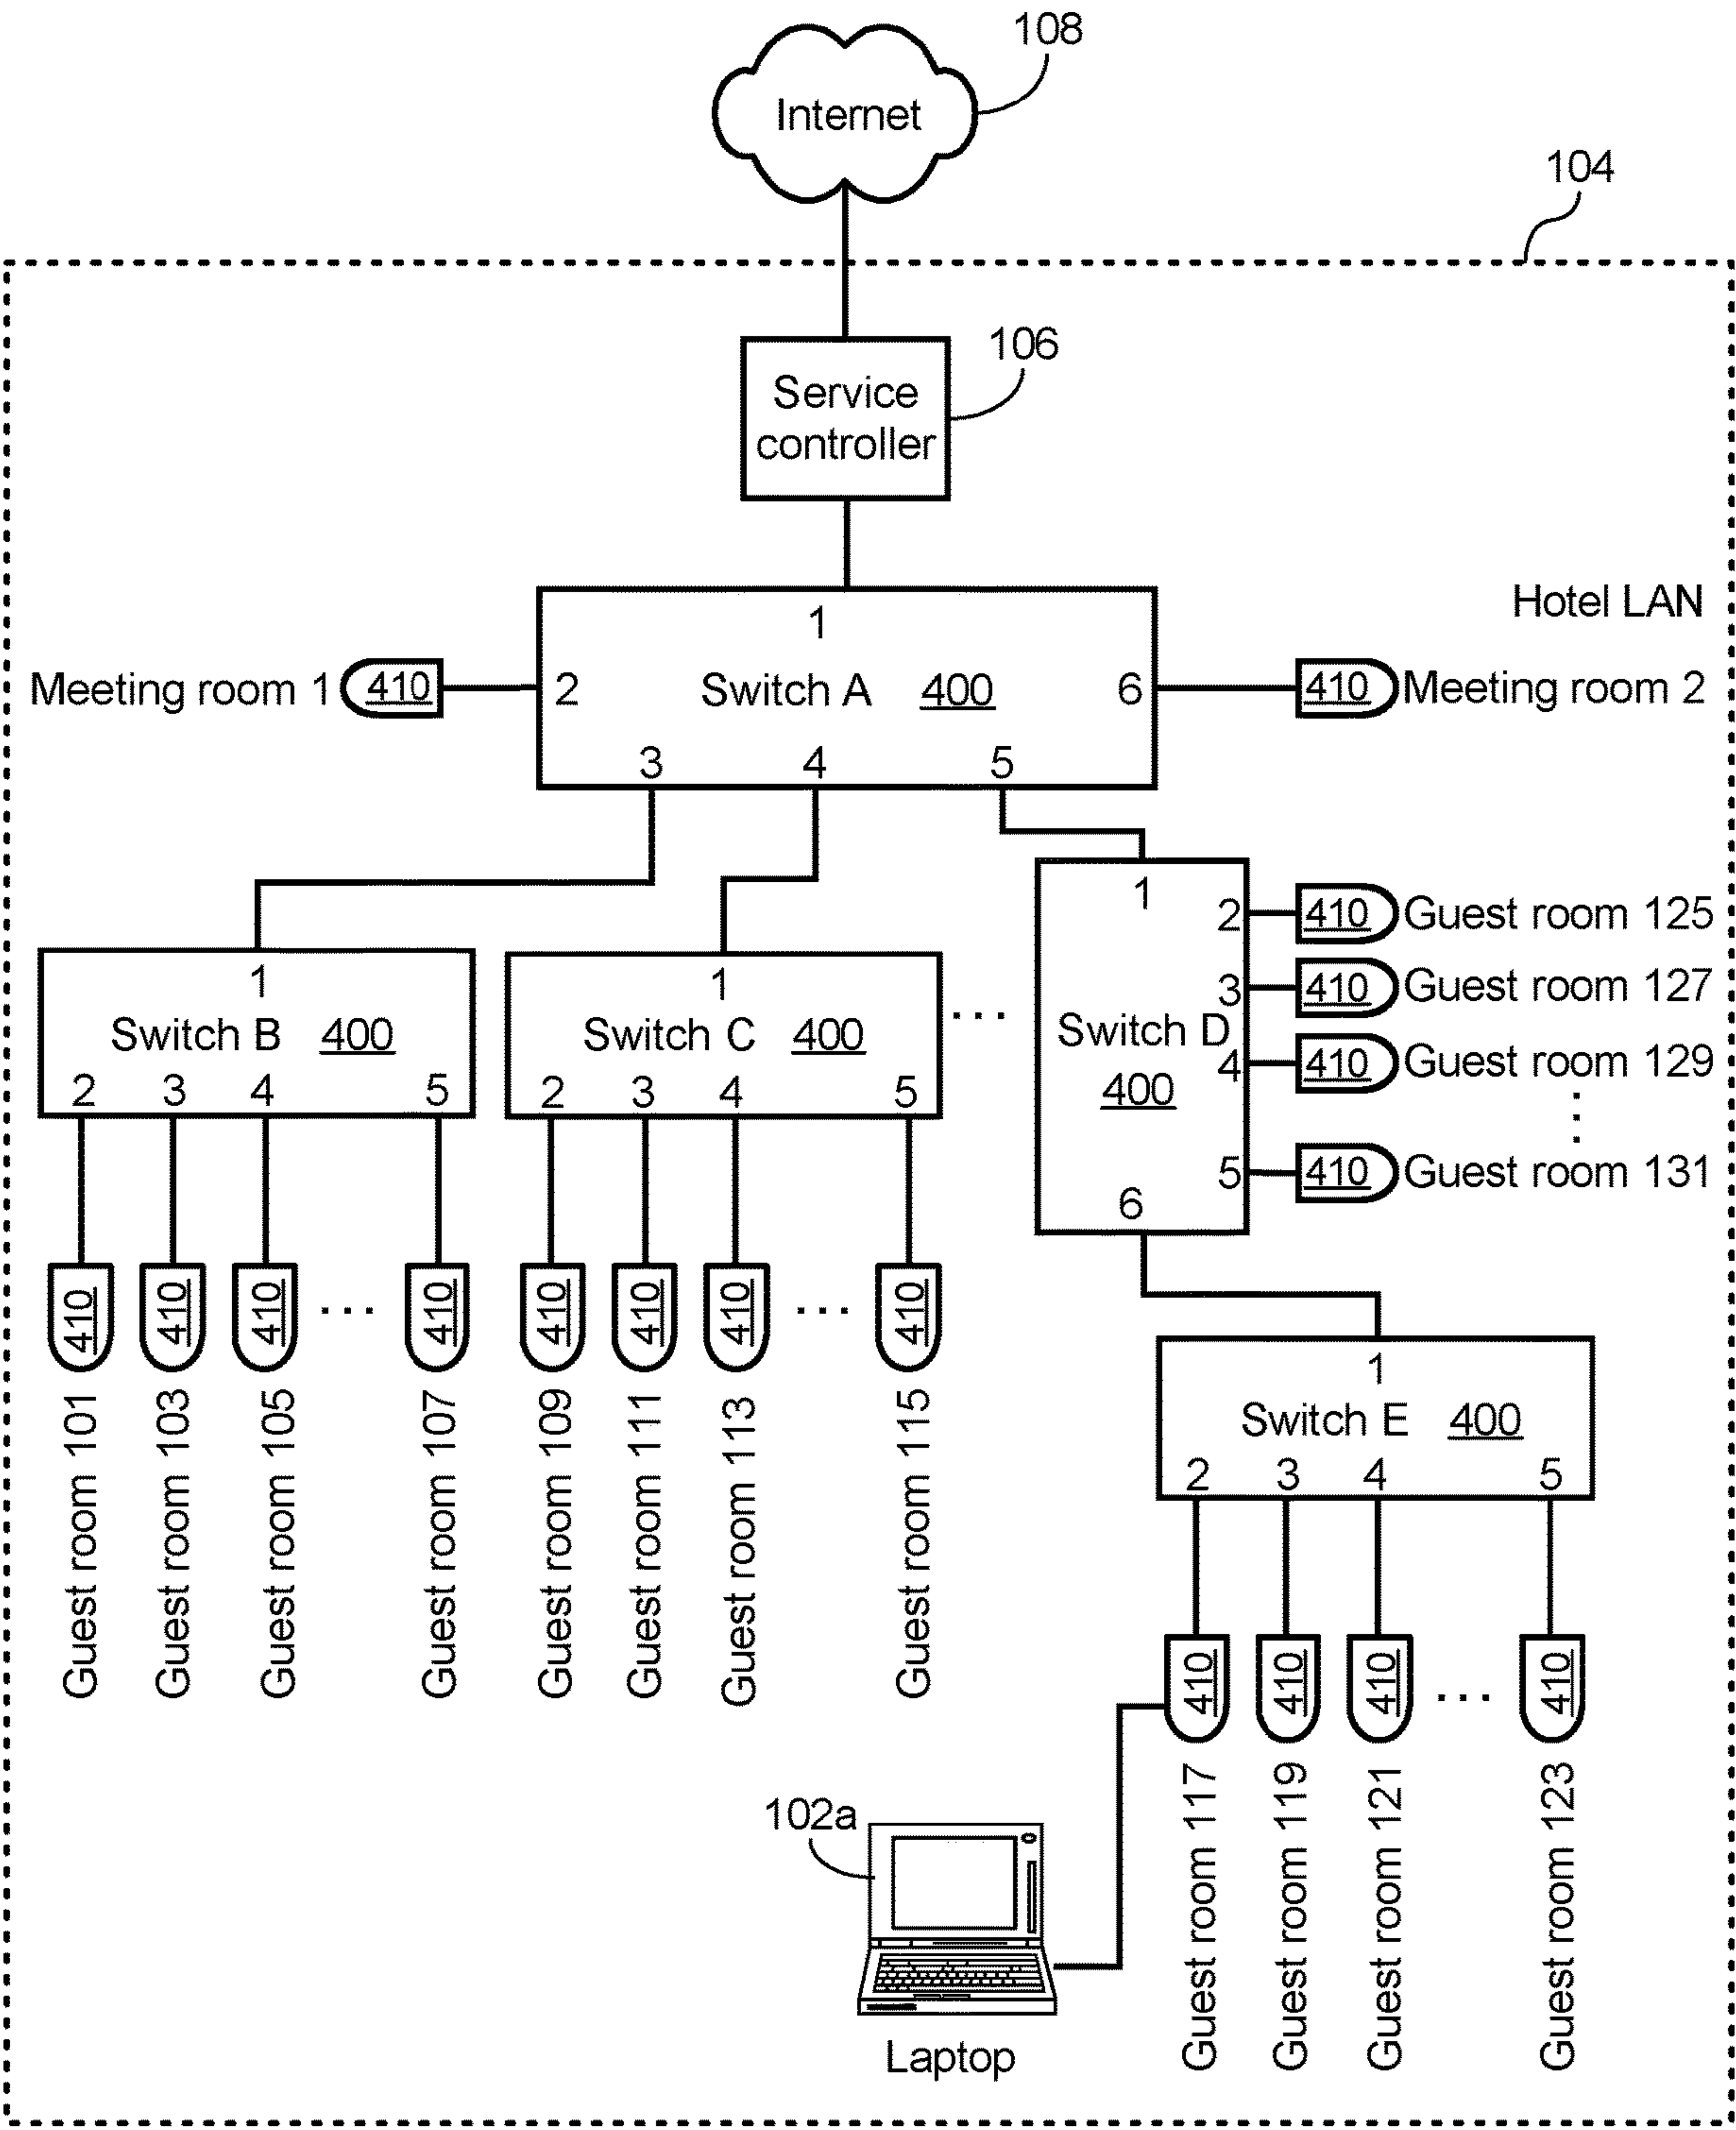 108
Internet
104
106
Service
controller
Hotel LAN
1
Meeting room 1
410
2
Switch A
400
6
410
Meeting room 2
3
4
5
1
2
410
Guest room 125
3
410
Guest room 127
Switch D
4
410
Guest room 129
400
...
5
410
Guest room 131
6
1
Switch B
400
2
3
4
5
1
Switch C
400
2
3
4
5
...
410
410
410
...
410
410
410
410
...
410
Guest room 101
Guest room 103
Guest room 105
Guest room 107
Guest room 109
Guest room 111
Guest room 113
Guest room 115
1
Switch E
400
2
3
4
5
410
410
410
...
410
Guest room 117
Guest room 119
Guest room 121
Guest room 123
102a
Laptop